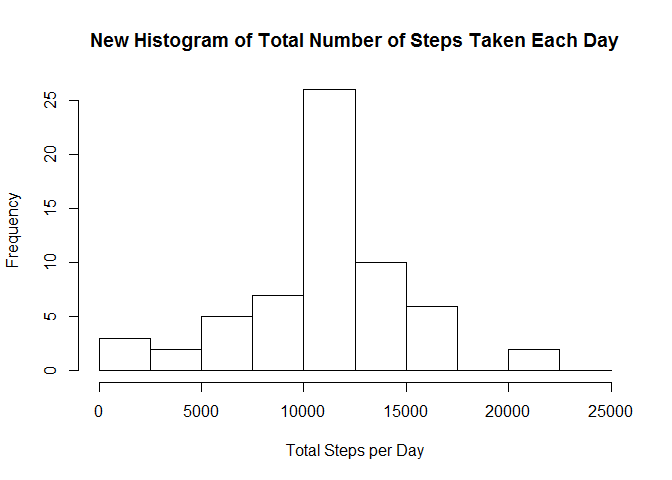 New Histogram of Total Number of Steps Taken Each Day
Frequency
25
20
15
10
5
0
0 5000 10000 15000 20000 25000
Total Steps per Day